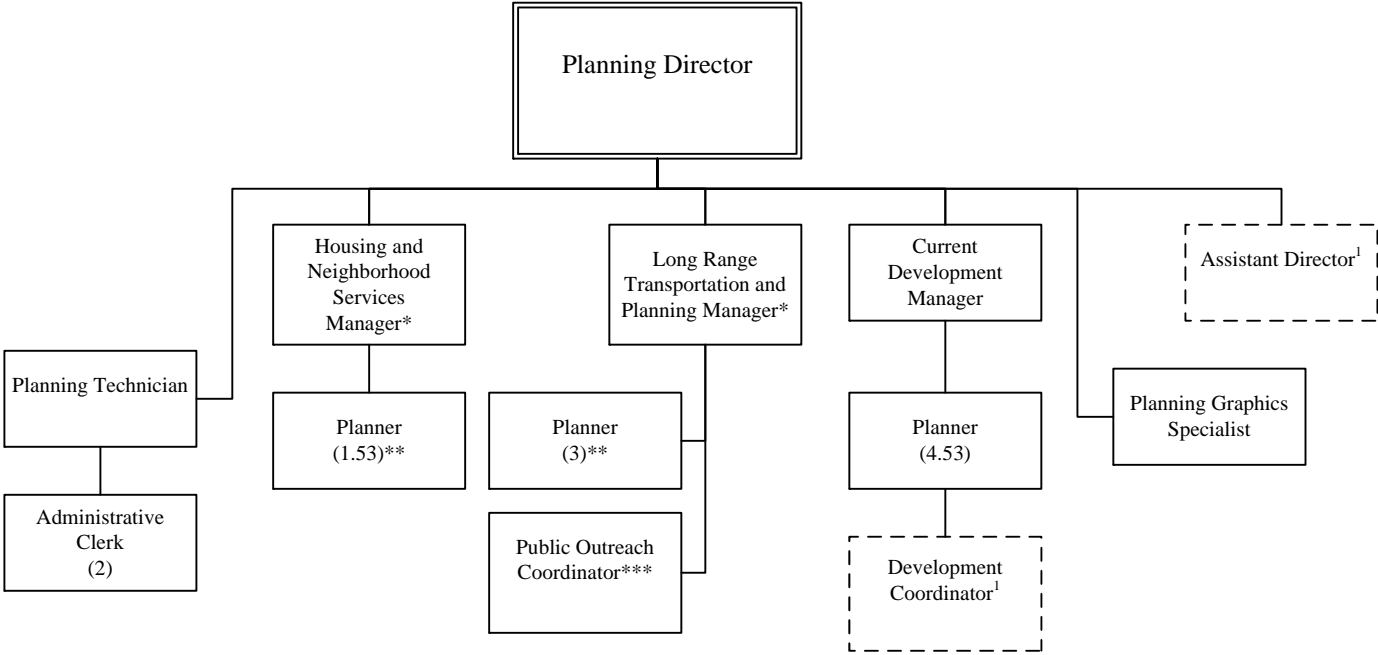 Planning Director
Housing and
Neighborhood
Services
Manager*
Long Range
Transportation and
Planning Manager*
Current
Development
Manager
Assistant Director¹
Planning Technician
Planner
(1.53)**
Planner
(3)**
Planner
(4.53)
Planning Graphics
Specialist
Administrative
Clerk
(2)
Public Outreach
Coordinator***
Development
Coordinator¹